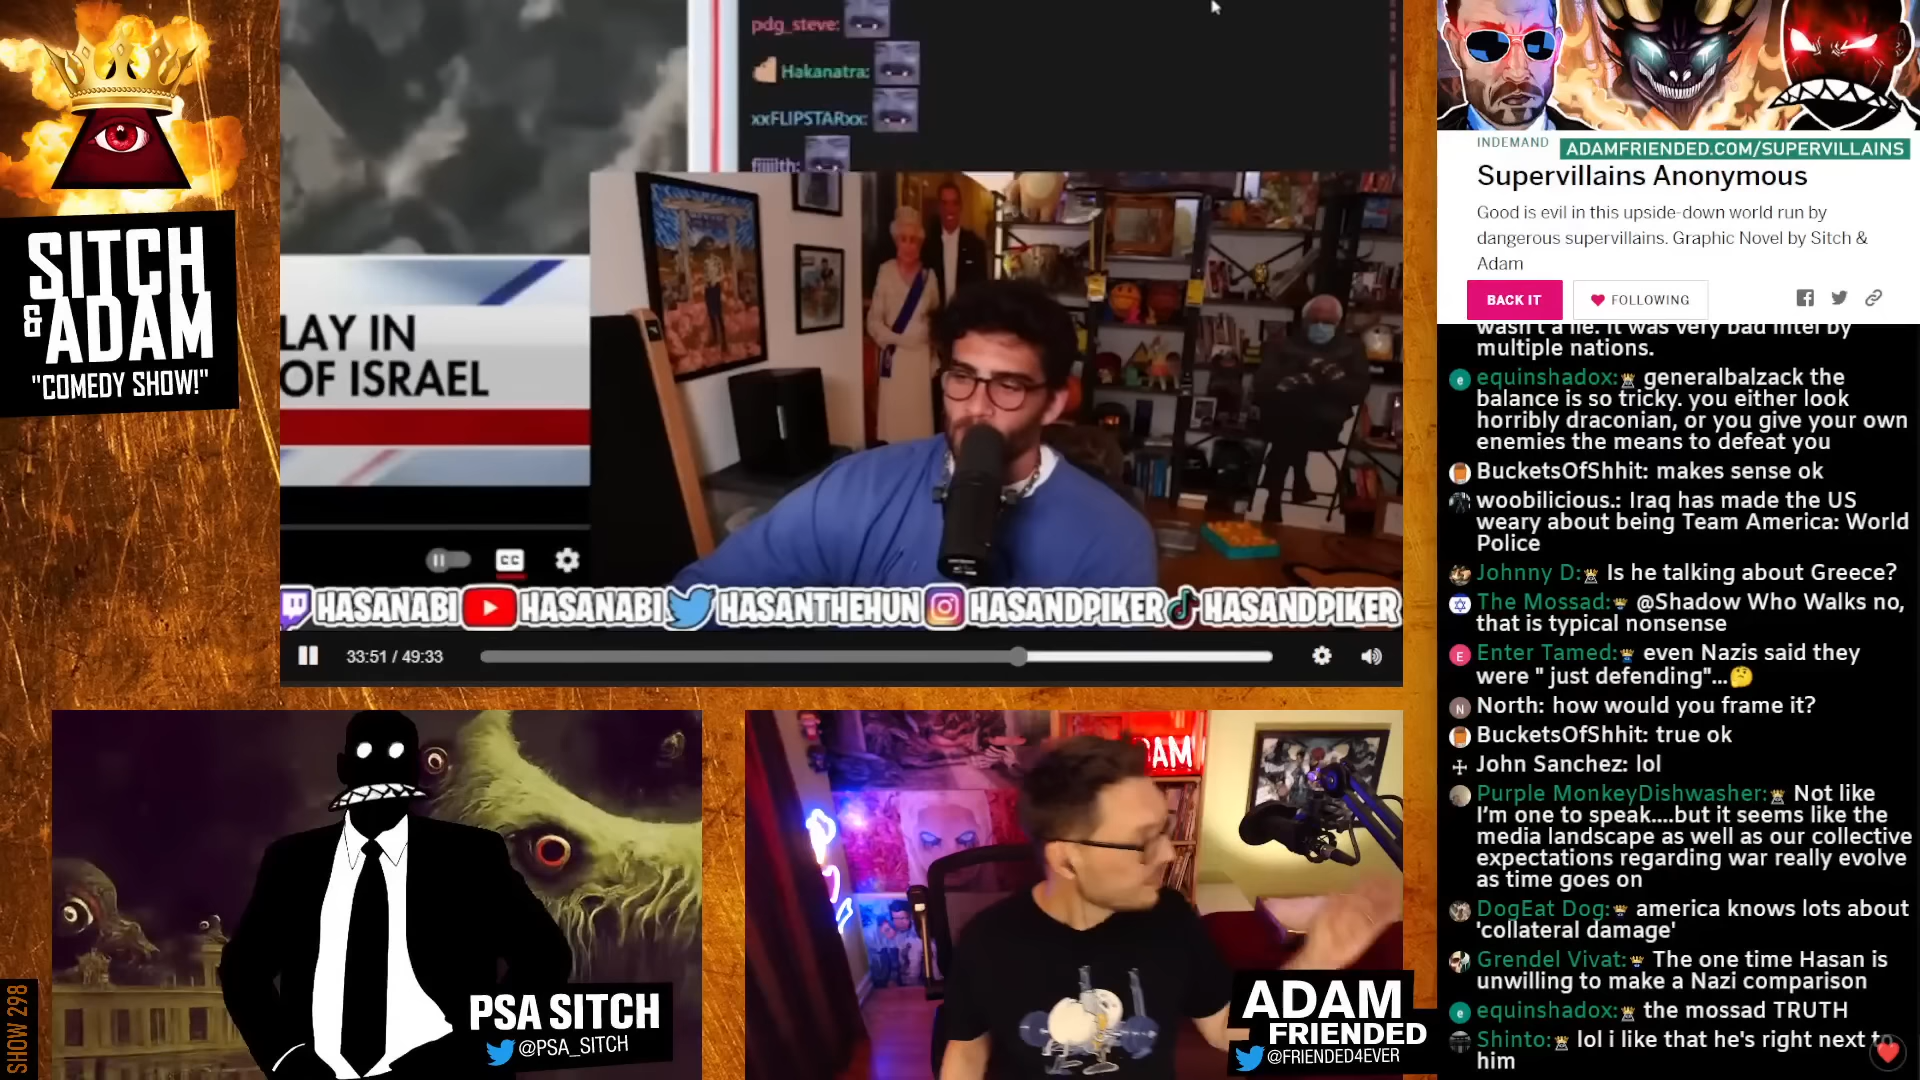 SITCH
& ADAM
"COMEDY SHOW!"
SHOW 298
pdg_steve:
Hakanatra:
xxFLIPSTARxx:
LAY IN
OF ISRAEL
CC
HASANABI HASANABI HASANTHEHUN HASANDPIKER HASANDPIKER
33:51 / 49:33
PSA SITCH
@PSA_SITCH
DAM
ADAM
FRIENDED
@FRIENDED4EVER
INDEMAND
ADAMFRIENDED.COM/SUPERVILLAINS
Supervillains Anonymous
Good is evil in this upside-down world run by
dangerous supervillains. Graphic Novel by Sitch &
Adam
BACK IT
FOLLOWING
wasn't a lie. It was very bad intel by
multiple nations.
e equinshadox: generalbalzack the
balance is so tricky. you either look
horribly draconian, or you give your own
enemies the means to defeat you
BucketsOfShhit: makes sense ok
woobilicious.: Iraq has made the US
weary about being Team America: World
Police
Johnny D: Is he talking about Greece?
The Mossad: @Shadow Who Walks no,
that is typical nonsense
E Enter Tamed: even Nazis said they
were " just defending"...🤔
N North: how would you frame it?
BucketsOfShhit: true ok
John Sanchez: lol
Purple MonkeyDishwasher: Not like
I'm one to speak....but it seems like the
media landscape as well as our collective
expectations regarding war really evolve
as time goes on
DogEat Dog: america knows lots about
'collateral damage'
Grendel Vivat: The one time Hasan is
unwilling to make a Nazi comparison
e equinshadox: the mossad TRUTH
Shinto: lol i like that he's right next to
him